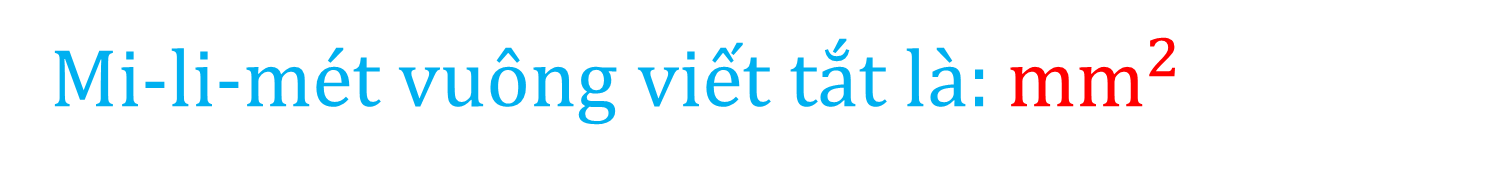 Mi-li-mét vuông viết tắt là: mm²